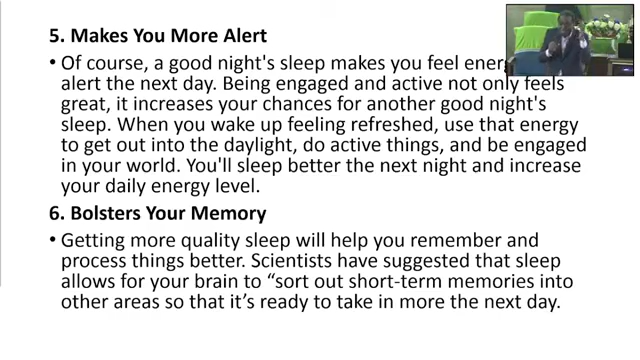 5. Makes You More Alert
• Of course, a good night's sleep makes you feel
alert the next day. Being engaged and active not only feels
great, it increases your chances for another good night's
sleep. When you wake up feeling refreshed, use that energy
to get out into the daylight, do active things, and be engaged
in your world. You'll sleep better the next night and increase
your daily energy level.
6. Bolsters Your Memory
• Getting more quality sleep will help you remember and
process things better. Scientists have suggested that sleep
allows for your brain to “sort out short-term memories into
other areas so that it’s ready to take in more the next day.